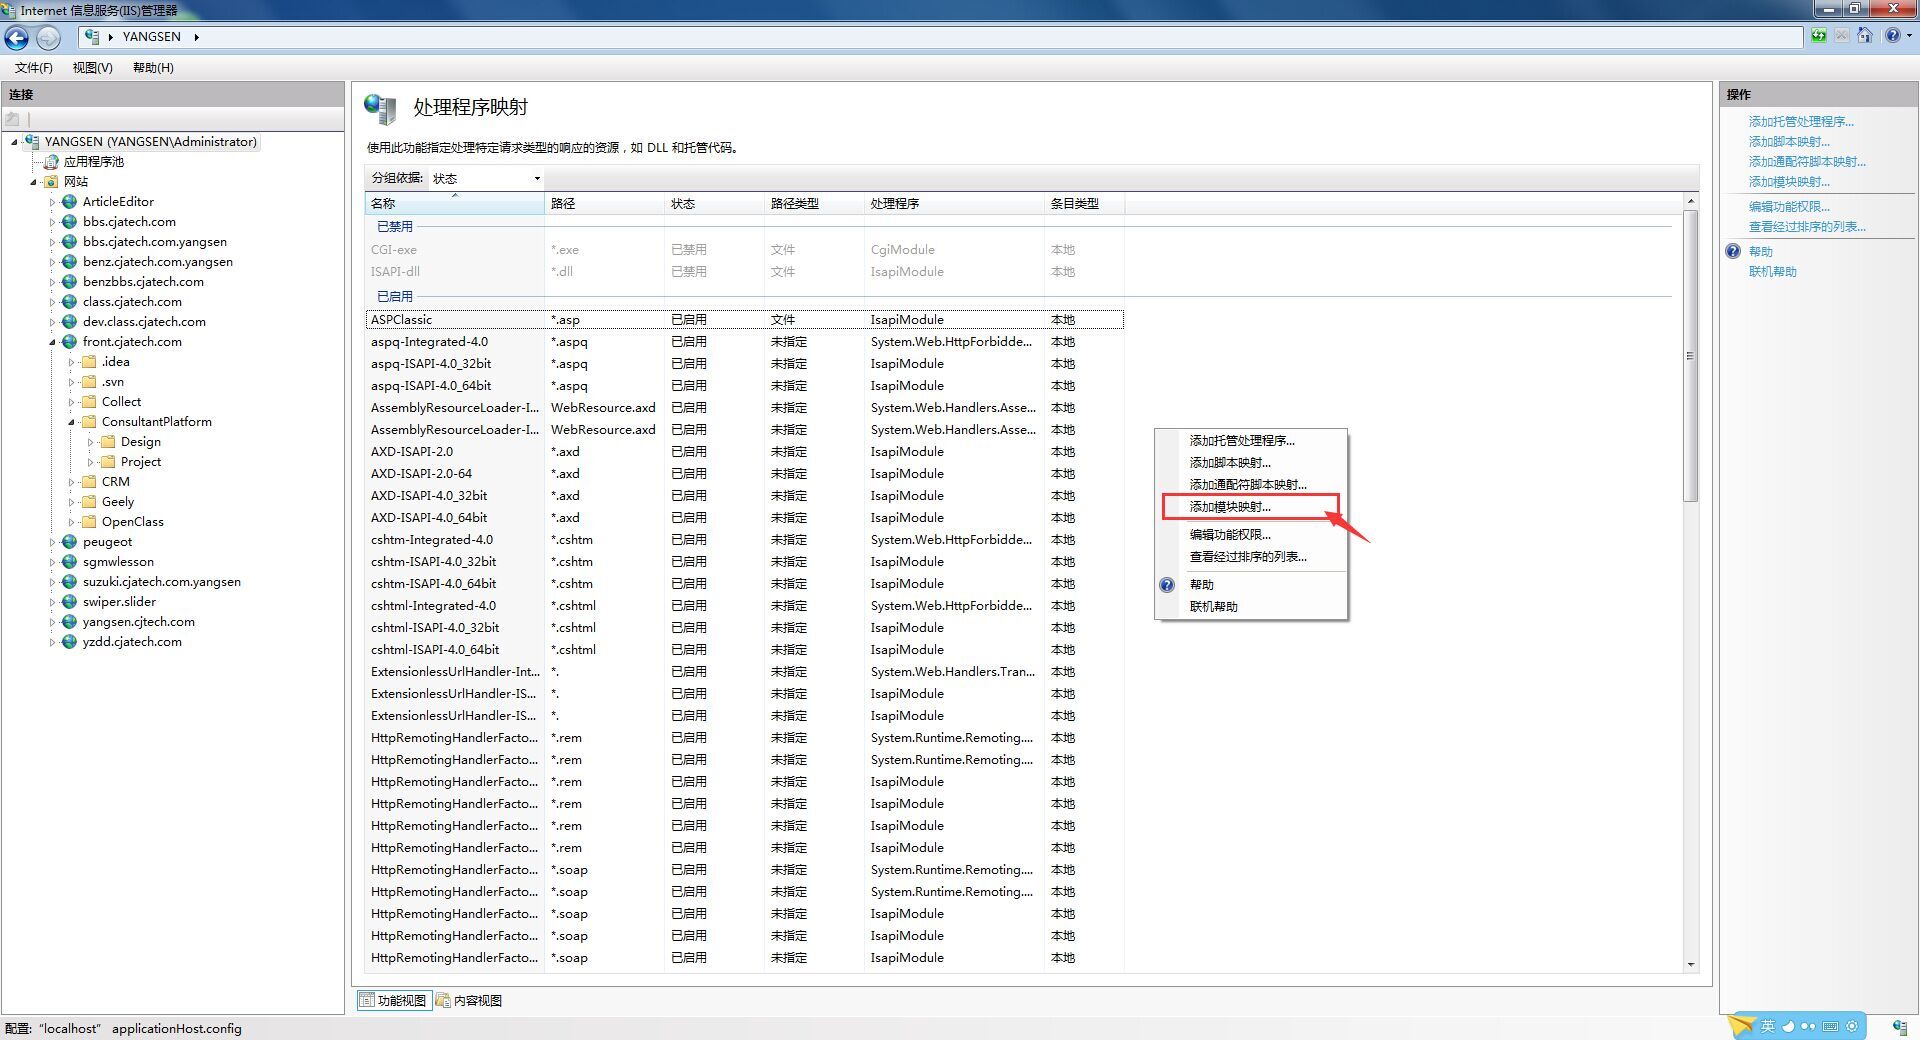 Internet 信息服务(IIS)管理器
YANGSEN
文件(F) 视图(V) 帮助(H)
连接
YANGSEN (YANGSEN\Administrator)
应用程序池
网站
ArticleEditor
bbs.cjatech.com
bbs.cjatech.com.yangsen
benz.cjatech.com.yangsen
benzbbs.cjatech.com
class.cjatech.com
dev.class.cjatech.com
front.cjatech.com
.idea
.svn
Collect
ConsultantPlatform
Design
Project
CRM
Geely
OpenClass
peugeot
sgmwlesson
suzuki.cjatech.com.yangsen
swiper.slider
yangsen.cjtech.com
yzdd.cjatech.com
处理程序映射
使用此功能指定处理特定请求类型的响应的资源，如 DLL 和托管代码。
分组依据: 状态
名称 路径 状态 路径类型 处理程序 条目类型
已禁用
CGI-exe *.exe 已禁用 文件 CgiModule 本地
ISAPI-dll *.dll 已禁用 文件 IsapiModule 本地
已启用
ASPClassic *.asp 已启用 文件 IsapiModule 本地
aspq-Integrated-4.0 *.aspq 已启用 未指定 System.Web.HttpForbidde... 本地
aspq-ISAPI-4.0_32bit *.aspq 已启用 未指定 IsapiModule 本地
aspq-ISAPI-4.0_64bit *.aspq 已启用 未指定 IsapiModule 本地
AssemblyResourceLoader-I... WebResource.axd 已启用 未指定 System.Web.Handlers.Asse... 本地
AssemblyResourceLoader-I... WebResource.axd 已启用 未指定 System.Web.Handlers.Asse... 本地
AXD-ISAPI-2.0 *.axd 已启用 未指定 IsapiModule 本地
AXD-ISAPI-2.0-64 *.axd 已启用 未指定 IsapiModule 本地
AXD-ISAPI-4.0_32bit *.axd 已启用 未指定 IsapiModule 本地
AXD-ISAPI-4.0_64bit *.axd 已启用 未指定 IsapiModule 本地
cshtm-Integrated-4.0 *.cshtm 已启用 未指定 System.Web.HttpForbidde... 本地
cshtm-ISAPI-4.0_32bit *.cshtm 已启用 未指定 IsapiModule 本地
cshtm-ISAPI-4.0_64bit *.cshtm 已启用 未指定 IsapiModule 本地
cshtml-Integrated-4.0 *.cshtml 已启用 未指定 System.Web.HttpForbidde... 本地
cshtml-ISAPI-4.0_32bit *.cshtml 已启用 未指定 IsapiModule 本地
cshtml-ISAPI-4.0_64bit *.cshtml 已启用 未指定 IsapiModule 本地
ExtensionlessUrlHandler-Int... *. 已启用 未指定 System.Web.Handlers.Tran... 本地
ExtensionlessUrlHandler-IS... *. 已启用 未指定 IsapiModule 本地
ExtensionlessUrlHandler-IS... *. 已启用 未指定 IsapiModule 本地
HttpRemotingHandlerFacto... *.rem 已启用 未指定 System.Runtime.Remoting.... 本地
HttpRemotingHandlerFacto... *.rem 已启用 未指定 System.Runtime.Remoting.... 本地
HttpRemotingHandlerFacto... *.rem 已启用 未指定 IsapiModule 本地
HttpRemotingHandlerFacto... *.rem 已启用 未指定 IsapiModule 本地
HttpRemotingHandlerFacto... *.rem 已启用 未指定 IsapiModule 本地
HttpRemotingHandlerFacto... *.rem 已启用 未指定 IsapiModule 本地
HttpRemotingHandlerFacto... *.soap 已启用 未指定 System.Runtime.Remoting.... 本地
HttpRemotingHandlerFacto... *.soap 已启用 未指定 System.Runtime.Remoting.... 本地
HttpRemotingHandlerFacto... *.soap 已启用 未指定 IsapiModule 本地
HttpRemotingHandlerFacto... *.soap 已启用 未指定 IsapiModule 本地
HttpRemotingHandlerFacto... *.soap 已启用 未指定 IsapiModule 本地
添加托管处理程序...
添加脚本映射...
添加通配符脚本映射...
添加模块映射...
编辑功能权限...
查看经过排序的列表...
帮助
联机帮助
功能视图 内容视图
操作
添加托管处理程序...
添加脚本映射...
添加通配符脚本映射...
添加模块映射...
编辑功能权限...
查看经过排序的列表...
帮助
联机帮助
配置: “localhost” applicationHost.config
英